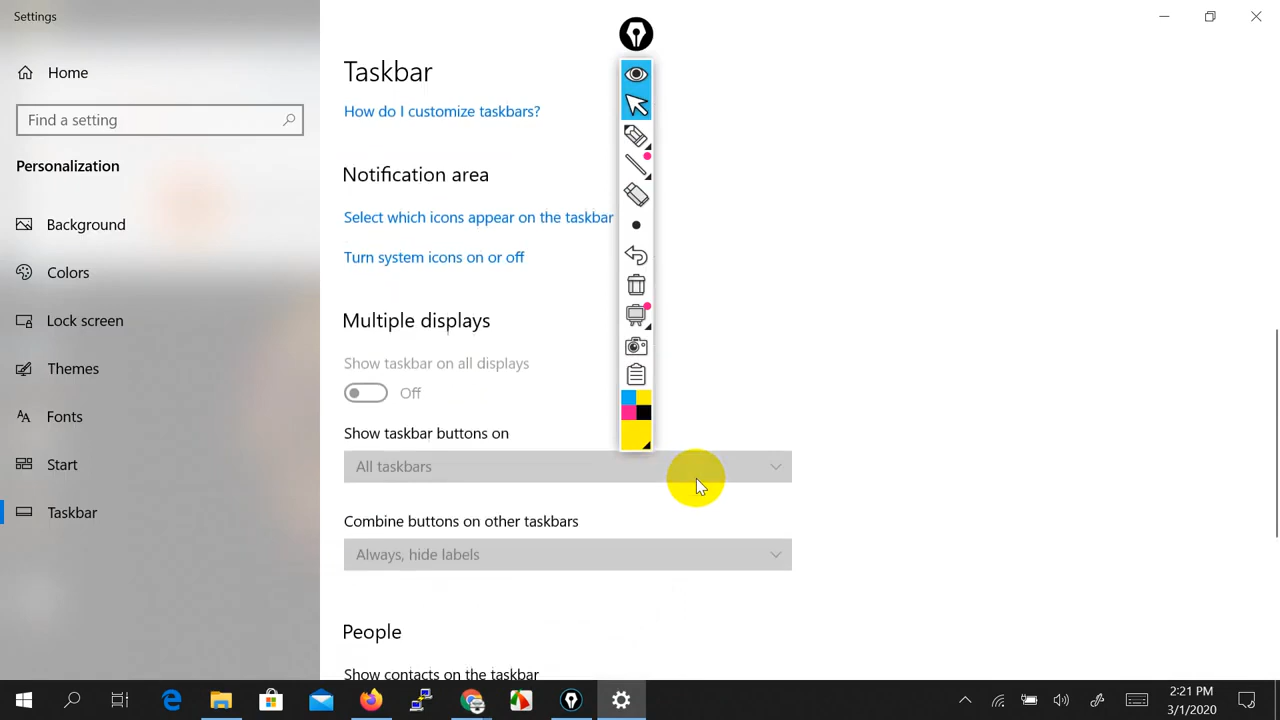 Settings
Home
Find a setting
Personalization
Background
Colors
Lock screen
Themes
Fonts
Start
Taskbar
Taskbar
How do I customize taskbars?
Notification area
Select which icons appear on the taskbar
Turn system icons on or off
Multiple displays
Show taskbar on all displays
Off
Show taskbar buttons on
All taskbars
Combine buttons on other taskbars
Always, hide labels
People
Show contacts on the taskbar
2:21 PM
3/1/2020